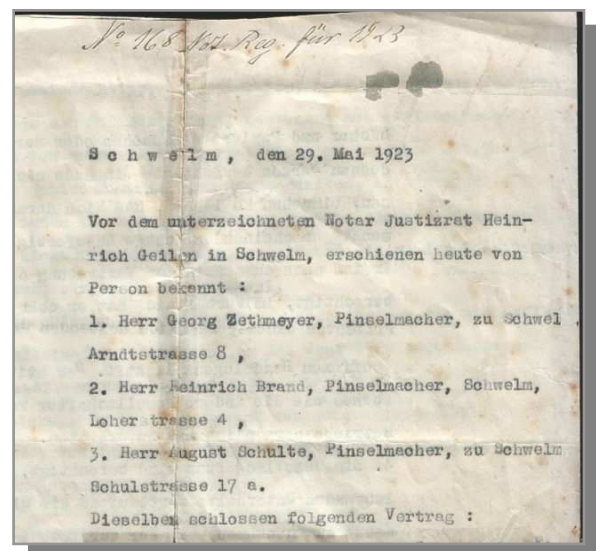 No 168 Not. Reg. für 1923
Schwelm, den 29. Mai 1923
Vor dem unterzeichneten Notar Justizrat Hein-
rich Geilen in Schwelm, erschienen heute von
Person bekannt :
1. Herr Georg Zethmeyer, Pinselmacher, zu Schwel
Arndtstrasse 8 ,
2. Herr Heinrich Brand, Pinselmacher, Schwelm,
Loher trasse 4 ,
3. Herr August Schulte, Pinselmacher, zu Schwelm
Schulstrasse 17 a.
Dieselben schlossen folgenden Vertrag :